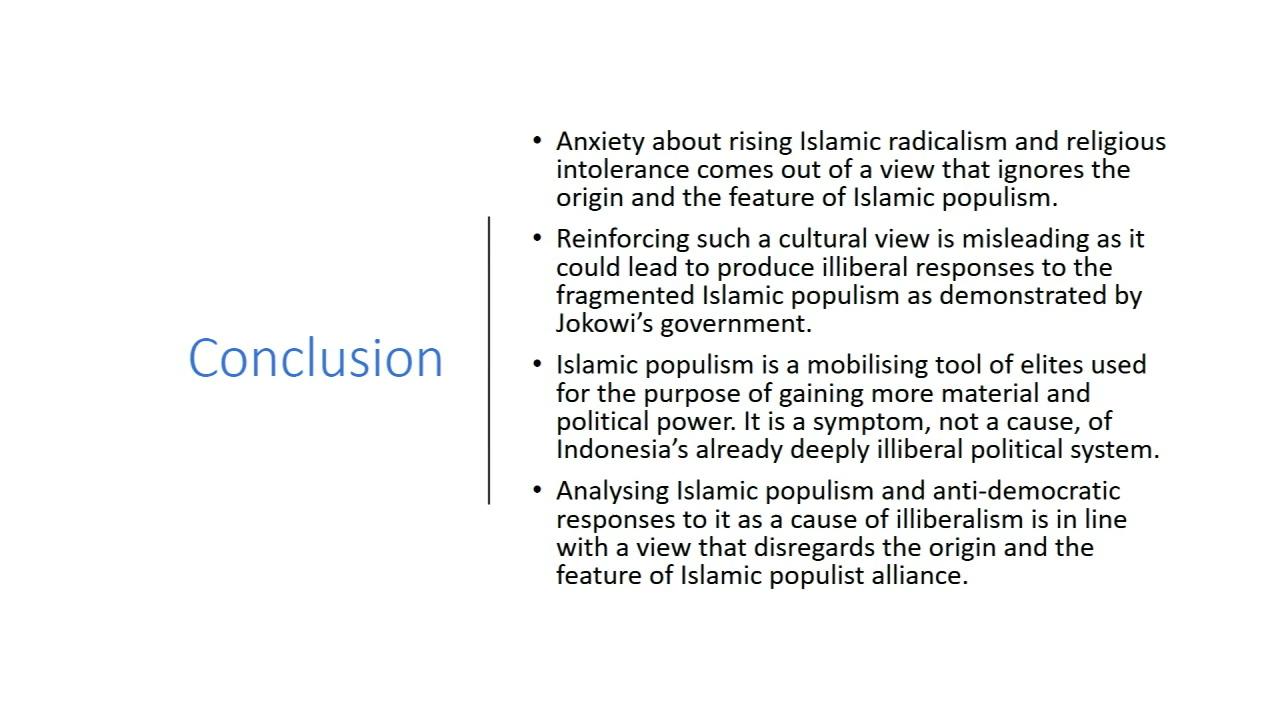 Conclusion
• Anxiety about rising Islamic radicalism and religious
intolerance comes out of a view that ignores the
origin and the feature of Islamic populism.
• Reinforcing such a cultural view is misleading as it
could lead to produce illiberal responses to the
fragmented Islamic populism as demonstrated by
Jokowi’s government.
• Islamic populism is a mobilising tool of elites used
for the purpose of gaining more material and
political power. It is a symptom, not a cause, of
Indonesia’s already deeply illiberal political system.
• Analysing Islamic populism and anti-democratic
responses to it as a cause of illiberalism is in line
with a view that disregards the origin and the
feature of Islamic populist alliance.